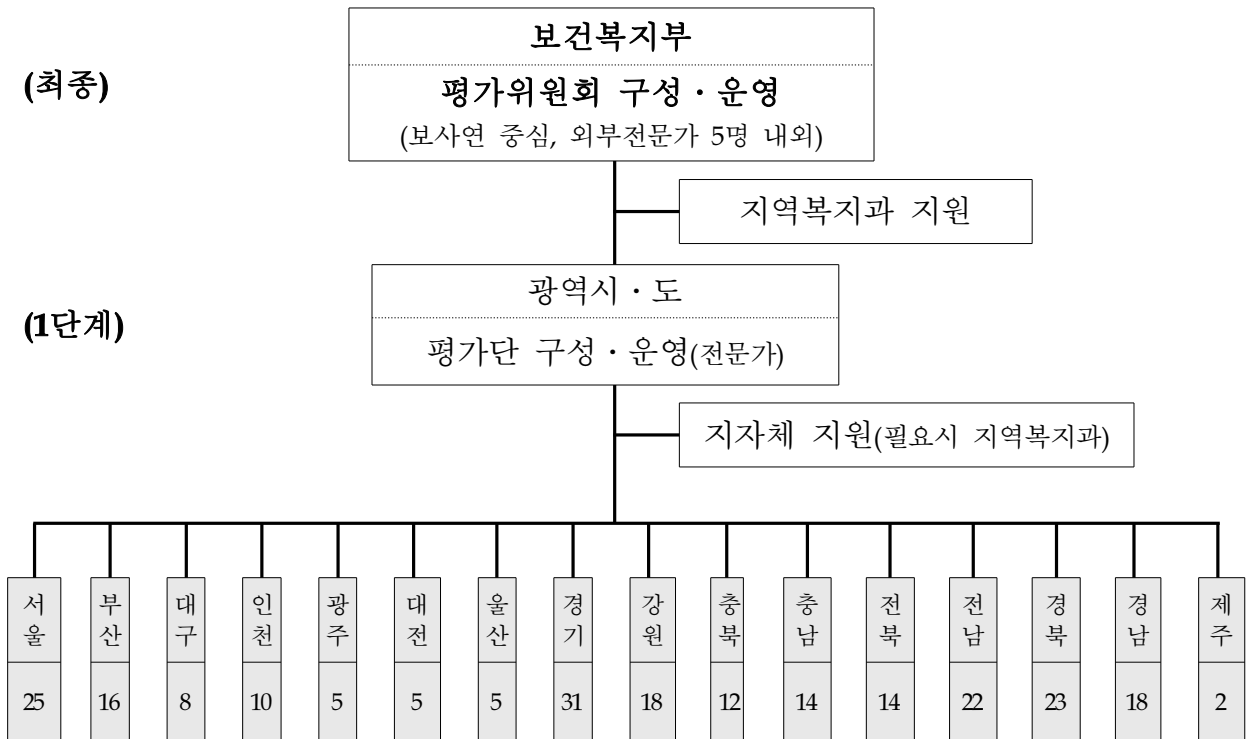 보건복지부
(최종)
평가위원회 구성·운영
(보사연 중심, 외부전문가 5명 내외)
지역복지과 지원
광역시·도
(1단계)
평가단 구성·운영(전문가)
지자체 지원(필요시 지역복지과)
서울 부산 대구 인천 광주 대전 울산 경기 강원 충북 충남 전북 전남 경북 경남 제주
25 16 8 10 5 5 5 31 18 12 14 14 22 23 18 2